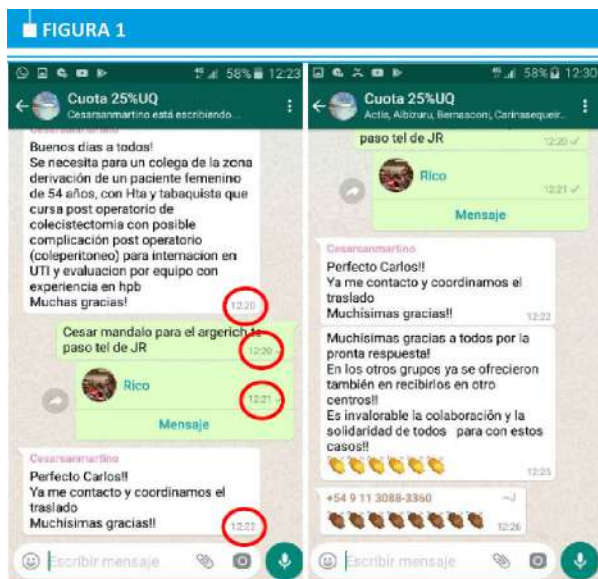 FIGURA 1
58% 12:23
Cuota 25%UQ
Cesarsanmartino está escribiendo...
Buenos dias a todos!
Se necesita para un colega de la zona
derivación de un paciente femenino
de 54 años, con Hta y tabaquista que
cursa post operatorio de
colecistectomia con posible
complicación post operatorio
(coleperitoneo) para internacion en
UTI y evaluacion por equipo con
experiencia en hpb
Muchas gracias!
12:20
Cesar mandalo para el argerich te
paso tel de JR
12:20
Rico
12:21
Mensaje
Cesarsanmartino
Perfecto Carlos!!
Ya me contacto y coordinamos el
traslado
Muchisimas gracias!!
12:22
Escribir mensaje
58% 12:30
Cuota 25%UQ
Actis, Albizuru, Bernasconi, Carinssequeir...
paso tel de JR
12:20
Rico
12:21
Mensaje
Cesarsanmartino
Perfecto Carlos!!
Ya me contacto y coordinamos el
traslado
Muchisimas gracias!!
12:22
Muchísimas gracias a todos por la
pronta respuesta!
En los otros grupos ya se ofrecieron
también en recibirlos en otro
centros!!
Es invalorable la colaboración y la
solidaridad de todos para con estos
casos!!
12:25
+54 9 11 3088-3360
~J
12:26
Escribir mensaje